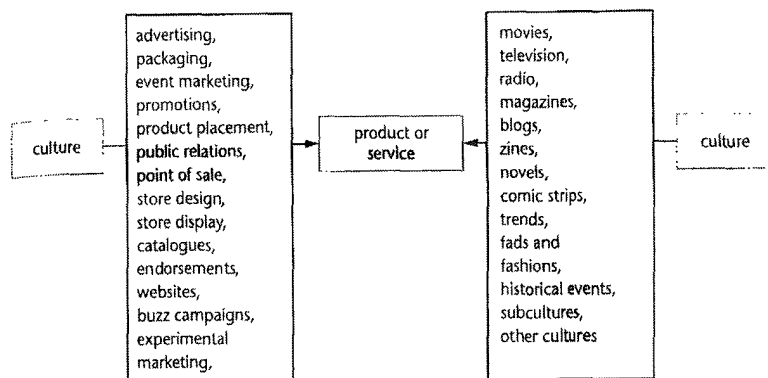 culture
advertising,
packaging,
event marketing,
promotions,
product placement,
public relations,
point of sale,
store design,
store display,
catalogues,
endorsements,
websites,
buzz campaigns,
experimental
marketing,
product or
service
movies,
television,
radio,
magazines,
blogs,
zines,
novels,
comic strips,
trends,
fads and
fashions,
historical events,
subcultures,
other cultures
culture